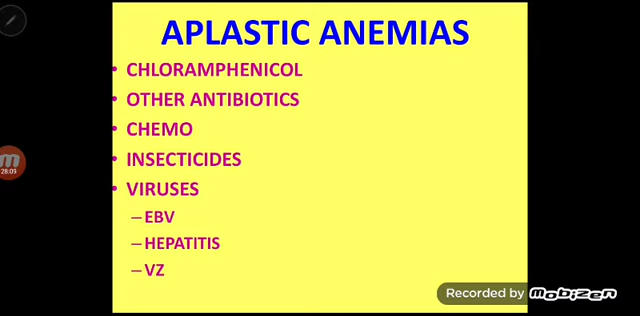 APLASTIC ANEMIAS
• CHLORAMPHENICOL
• OTHER ANTIBIOTICS
• CHEMO
• INSECTICIDES
• VIRUSES
– EBV
– HEPATITIS
– VZ
28:09
Recorded by MOBIZEN